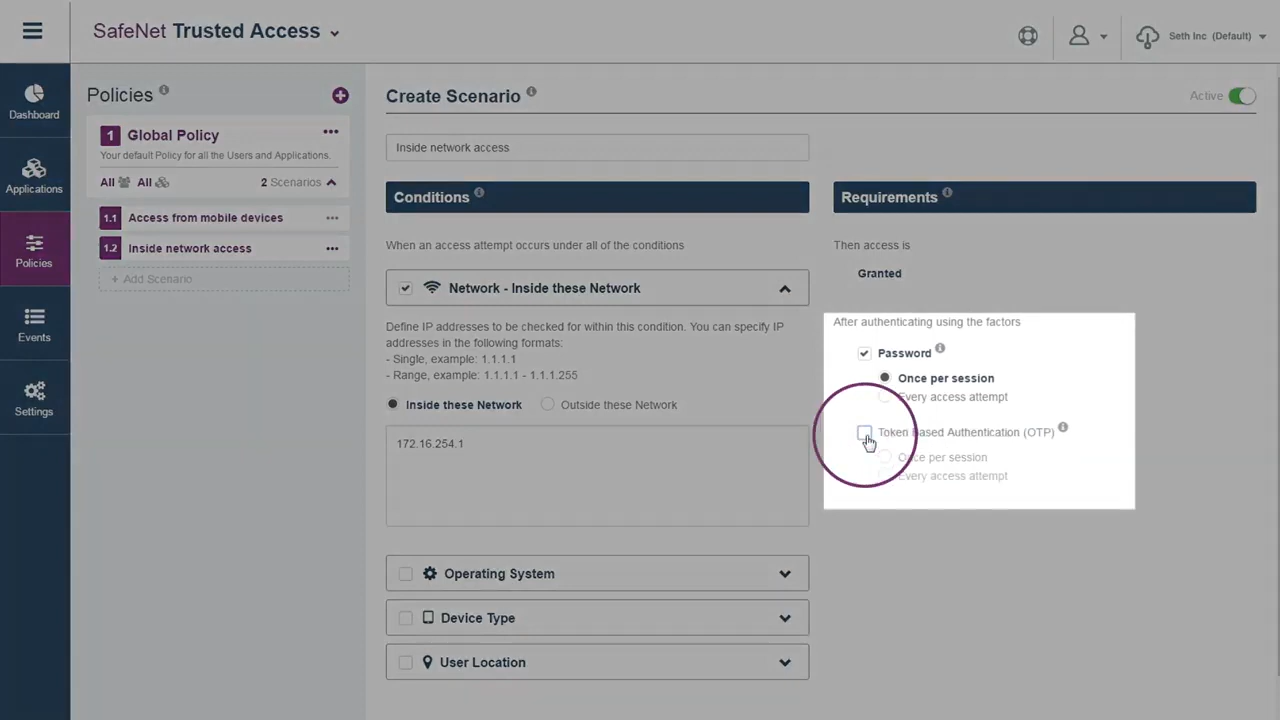 SafeNet Trusted Access
Seth Inc (Default)
Dashboard
Applications
Policies
Events
Settings
Policies
1 Global Policy
Your default Policy for all the Users and Applications.
All All 2 Scenarios
1.1 Access from mobile devices
1.2 Inside network access
+ Add Scenario
Create Scenario
Active
Inside network access
Conditions
When an access attempt occurs under all of the conditions
Network - Inside these Network
Define IP addresses to be checked for within this condition. You can specify IP
addresses in the following formats:
- Single, example: 1.1.1.1
- Range, example: 1.1.1.1 - 1.1.1.255
Inside these Network Outside these Network
172.16.254.1
Operating System
Device Type
User Location
Requirements
Then access is
Granted
After authenticating using the factors
Password
Once per session
Every access attempt
Token Based Authentication (OTP)
Once per session
Every access attempt